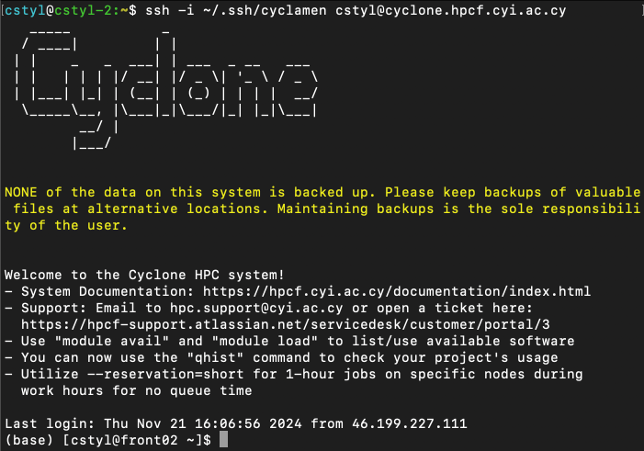 cstyl@cstyl-2:~$ ssh -i ~/.ssh/cyclamen cstyl@cyclone.hpcf.cyi.ac.cy
Cyclone
NONE of the data on this system is backed up. Please keep backups of valuable
files at alternative locations. Maintaining backups is the sole responsibili
ty of the user.
Welcome to the Cyclone HPC system!
- System Documentation: https://hpcf.cyi.ac.cy/documentation/index.html
- Support: Email to hpc.support@cyi.ac.cy or open a ticket here:
https://hpcf-support.atlassian.net/servicedesk/customer/portal/3
- Use "module avail" and "module load" to list/use available software
- You can now use the "qhist" command to check your project's usage
- Utilize --reservation=short for 1-hour jobs on specific nodes during
work hours for no queue time
Last login: Thu Nov 21 16:06:56 2024 from 46.199.227.111
(base) [cstyl@front02 ~]$